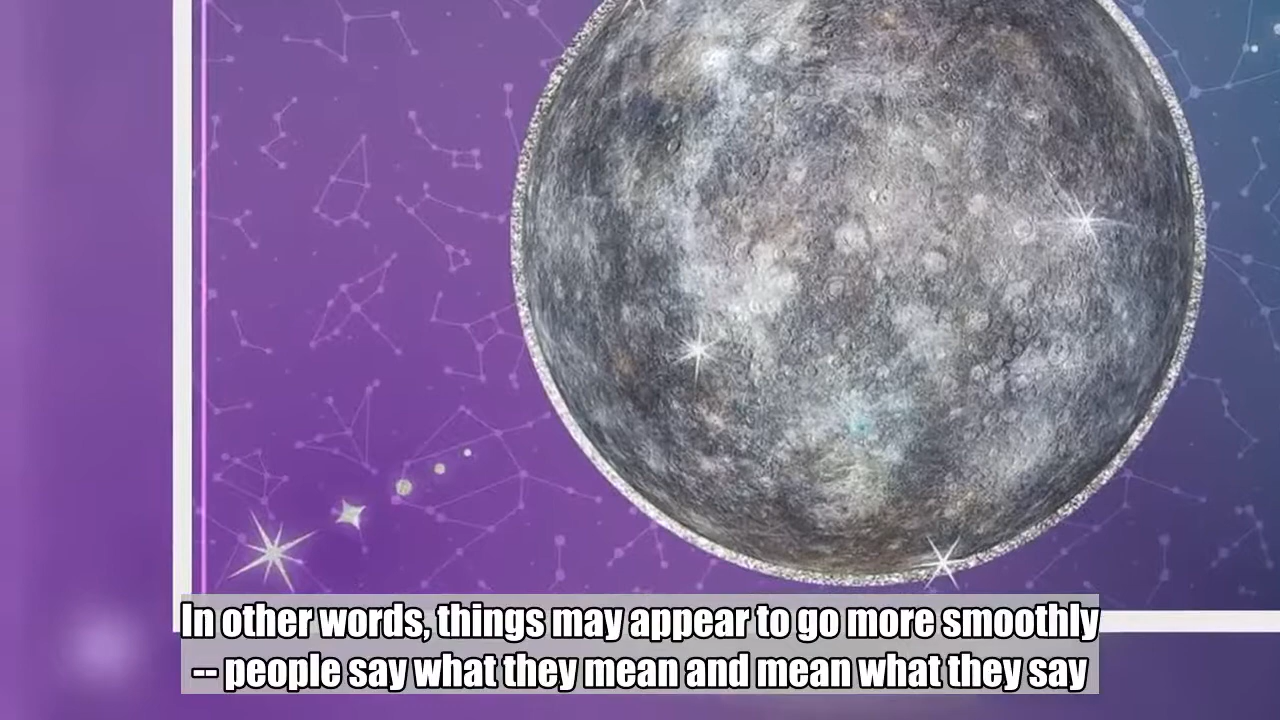 In other words, things may appear to go more smoothly
-- people say what they mean and mean what they say